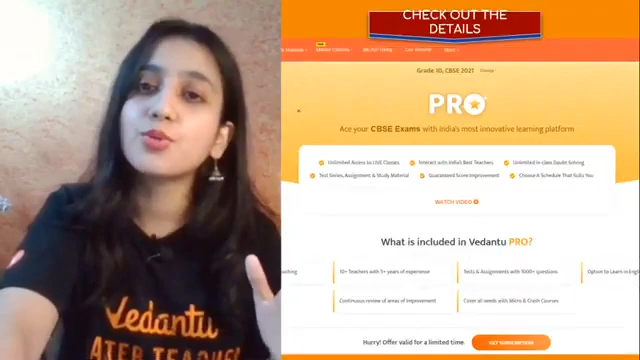 CHECK OUT THE
DETAILS
Grade 10, CBSE 2021
PRO
Ace your CBSE Exams with India's most innovative learning platform
Unlimited Access to LIVE Classes
Interact with India's Best Teachers
Unlimited In-class Doubt Solving
Test Series, Assignment & Study Material
Guaranteed Score Improvement
Choose A Schedule That Suits You
WATCH VIDEO
What is included in Vedantu PRO?
10+ Teachers with 5+ years of experience
Tests & Assignments with 1000+ questions
Option to Learn in
Continuous review of areas of improvement
Cover all needs with Micro & Crash Courses
Hurry! Offer valid for a limited time.
GET SUBSCRIPTION
Vedantu